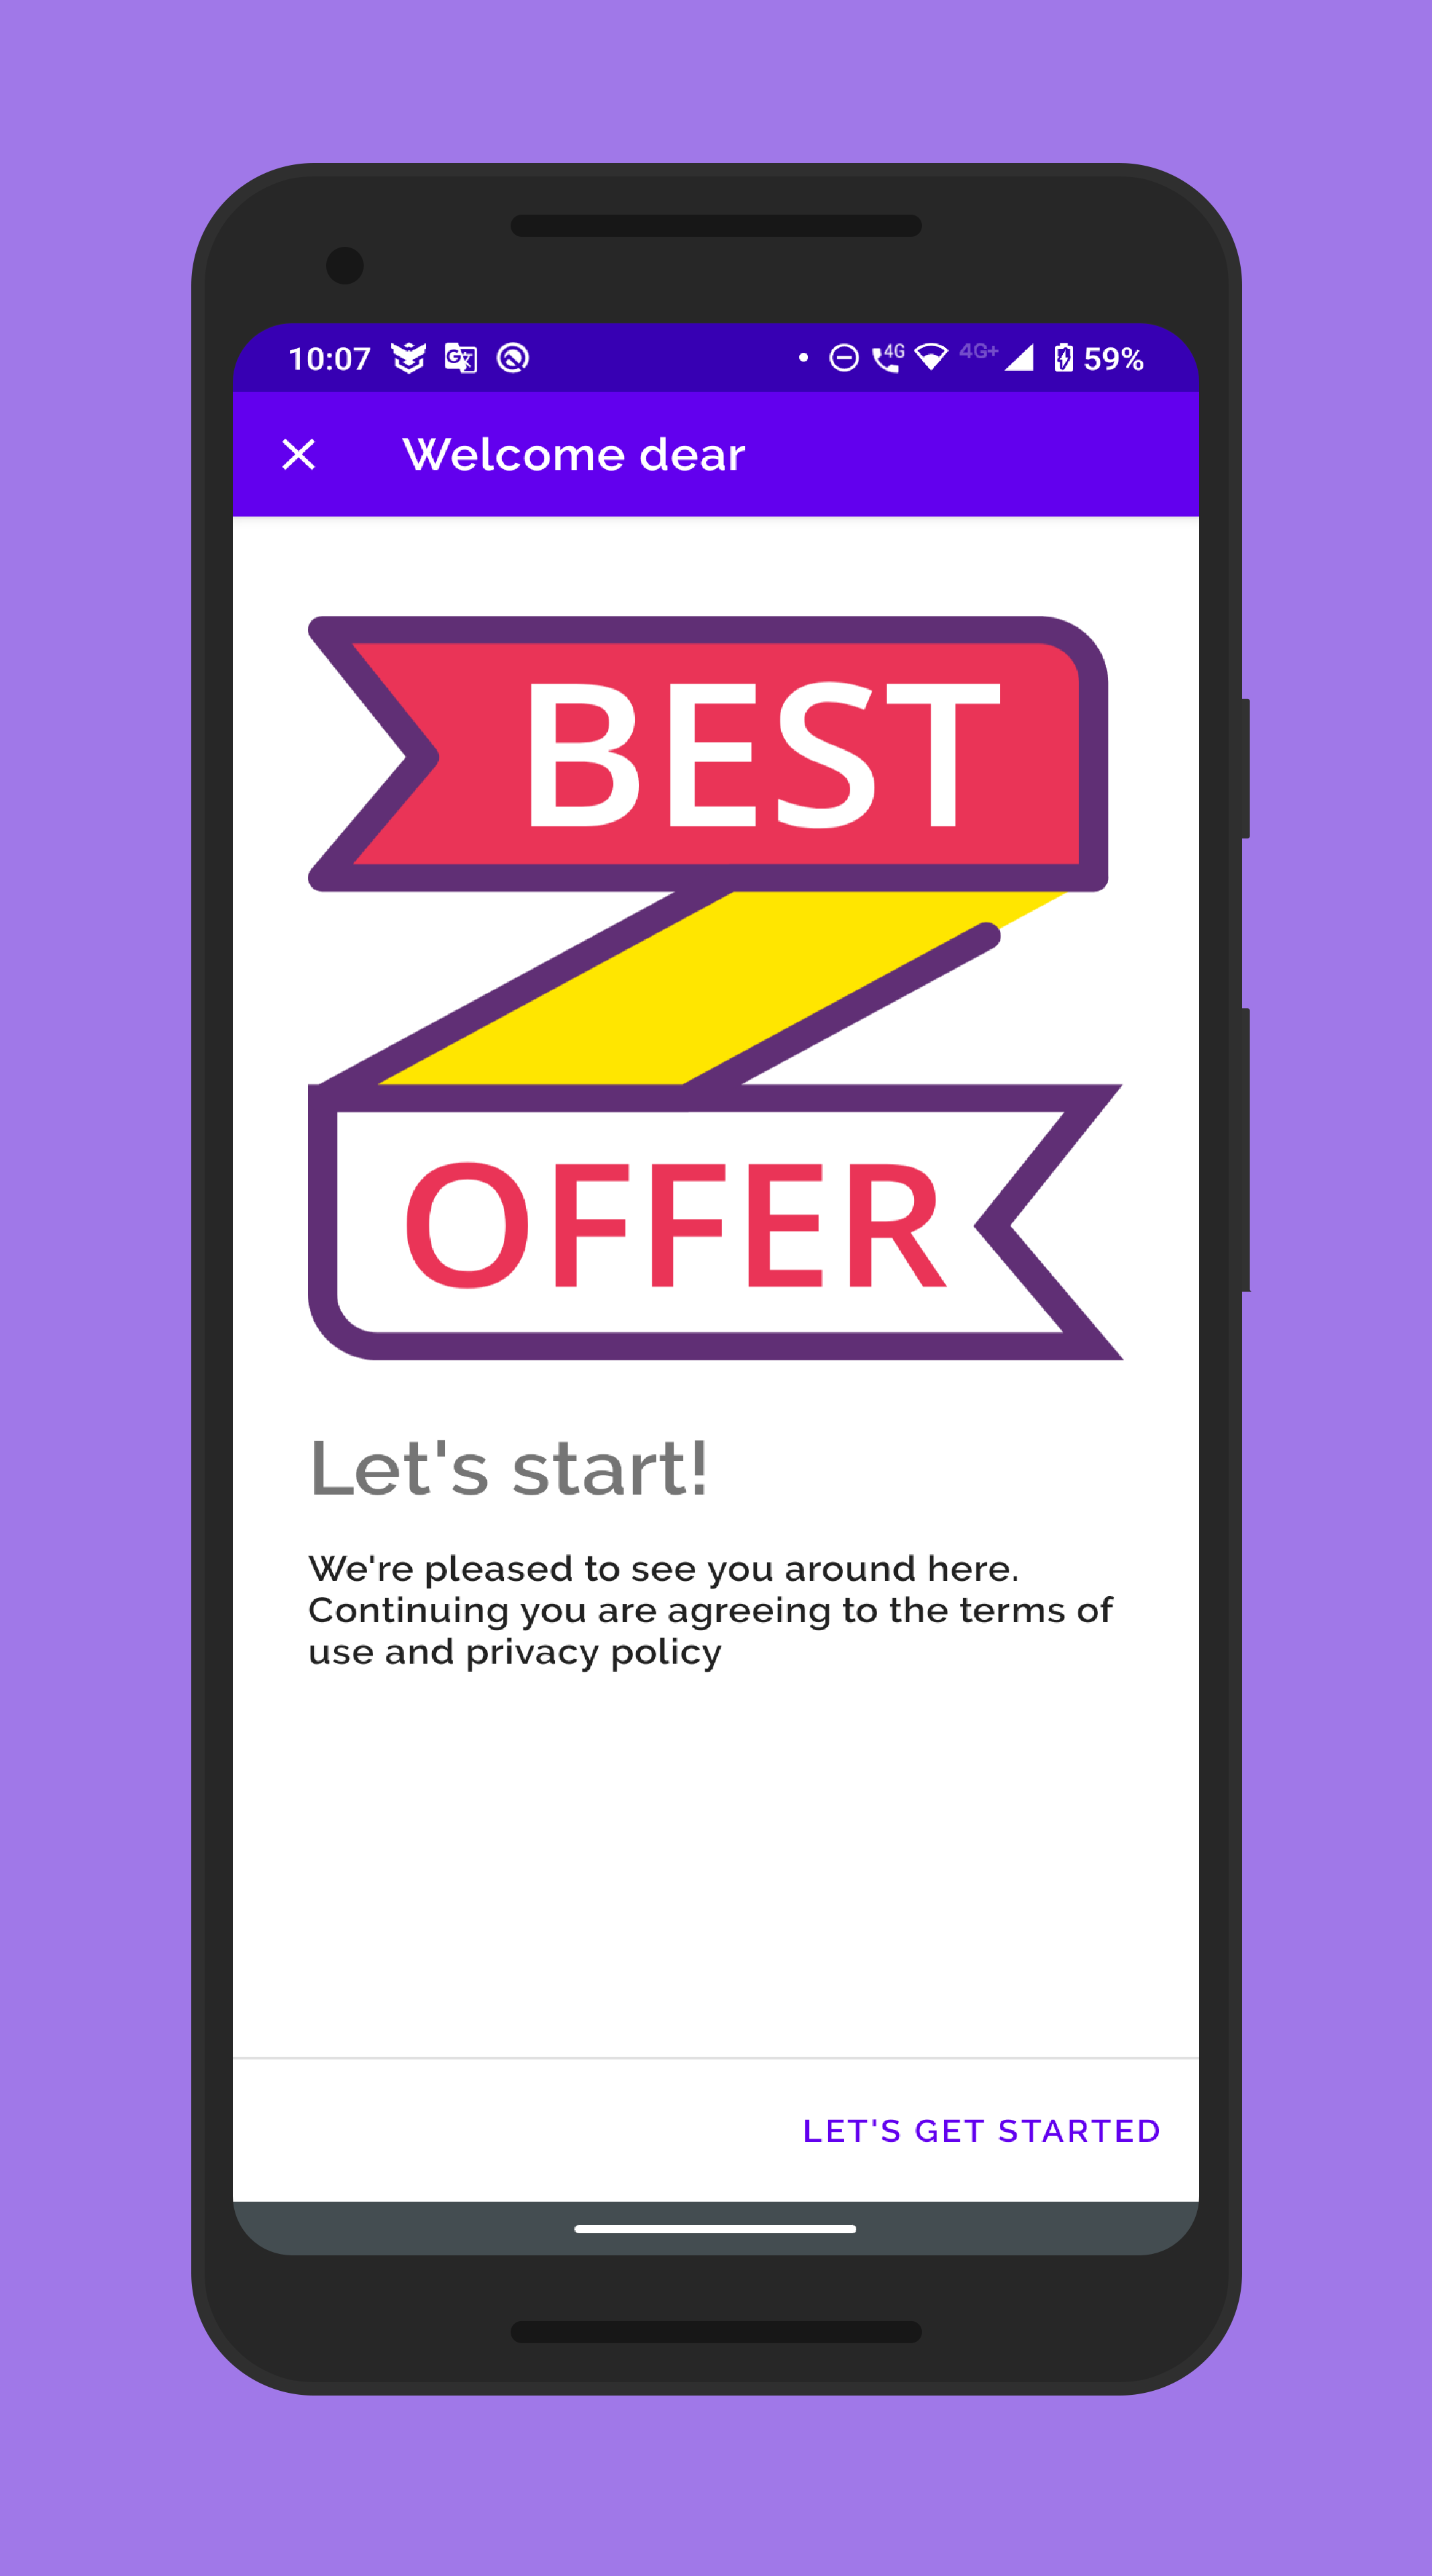 10:07
4G 4G+ 59%
Welcome dear
BEST
OFFER
Let's start!
We're pleased to see you around here.
Continuing you are agreeing to the terms of
use and privacy policy
LET'S GET STARTED